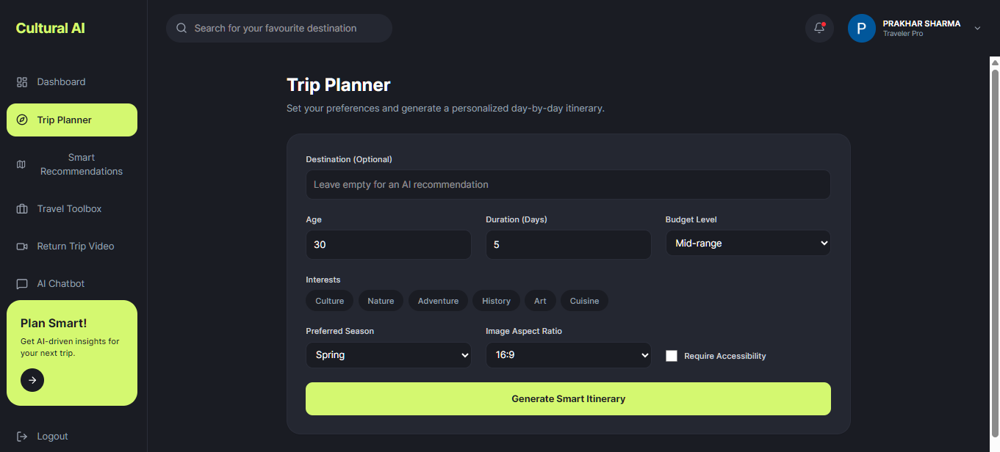 Cultural AI
Search for your favourite destination
P
PRAKHAR SHARMA
Traveler Pro
Dashboard
Trip Planner
Smart
Recommendations
Travel Toolbox
Return Trip Video
AI Chatbot
Plan Smart!
Get AI-driven insights for
your next trip.
Logout
Trip Planner
Set your preferences and generate a personalized day-by-day itinerary.
Destination (Optional)
Leave empty for an AI recommendation
Age
Duration (Days)
Budget Level
30
5
Mid-range
Interests
Culture
Nature
Adventure
History
Art
Cuisine
Preferred Season
Image Aspect Ratio
Spring
16:9
Require Accessibility
Generate Smart Itinerary